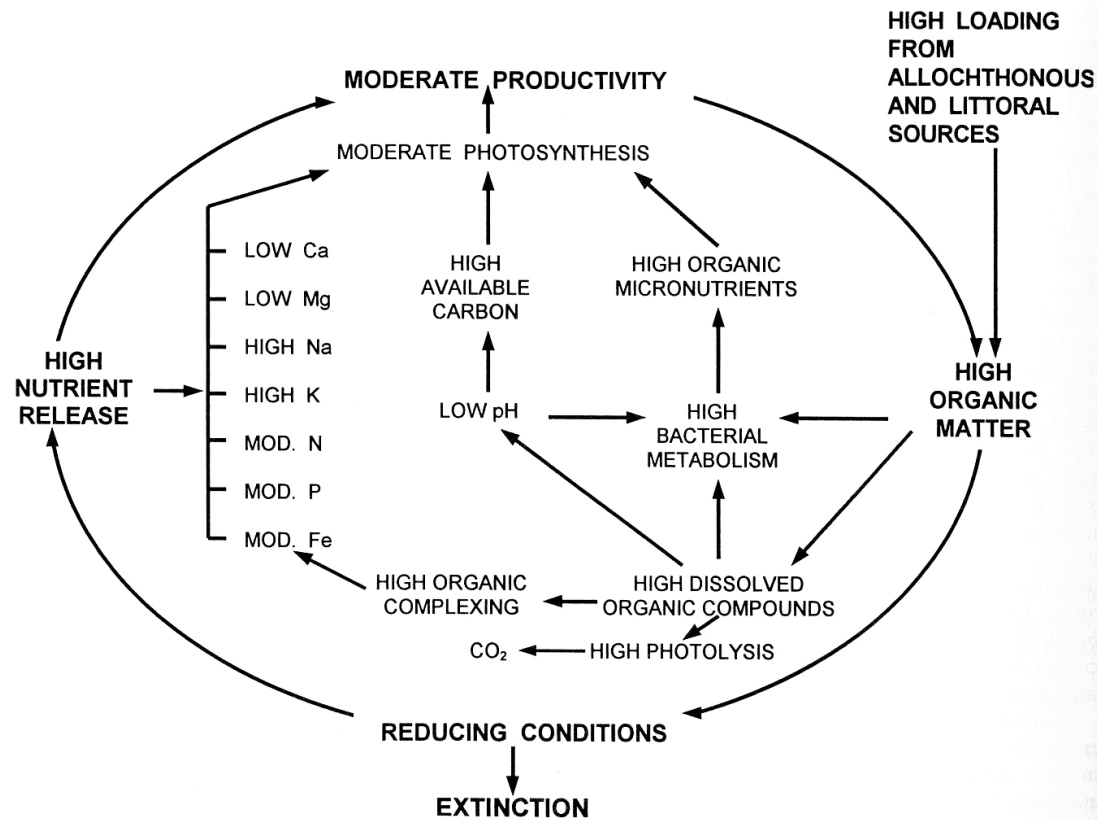 HIGH LOADING
FROM
ALLOCHTHONOUS
AND LITTORAL
SOURCES
MODERATE PRODUCTIVITY
MODERATE PHOTOSYNTHESIS
LOW Ca
LOW Mg
HIGH Na
HIGH K
MOD. N
MOD. P
MOD. Fe
HIGH
AVAILABLE
CARBON
HIGH ORGANIC
MICRONUTRIENTS
HIGH
NUTRIENT
RELEASE
LOW pH
HIGH
BACTERIAL
METABOLISM
HIGH
ORGANIC
MATTER
HIGH ORGANIC
COMPLEXING
HIGH DISSOLVED
ORGANIC COMPOUNDS
CO₂
HIGH PHOTOLYSIS
REDUCING CONDITIONS
EXTINCTION